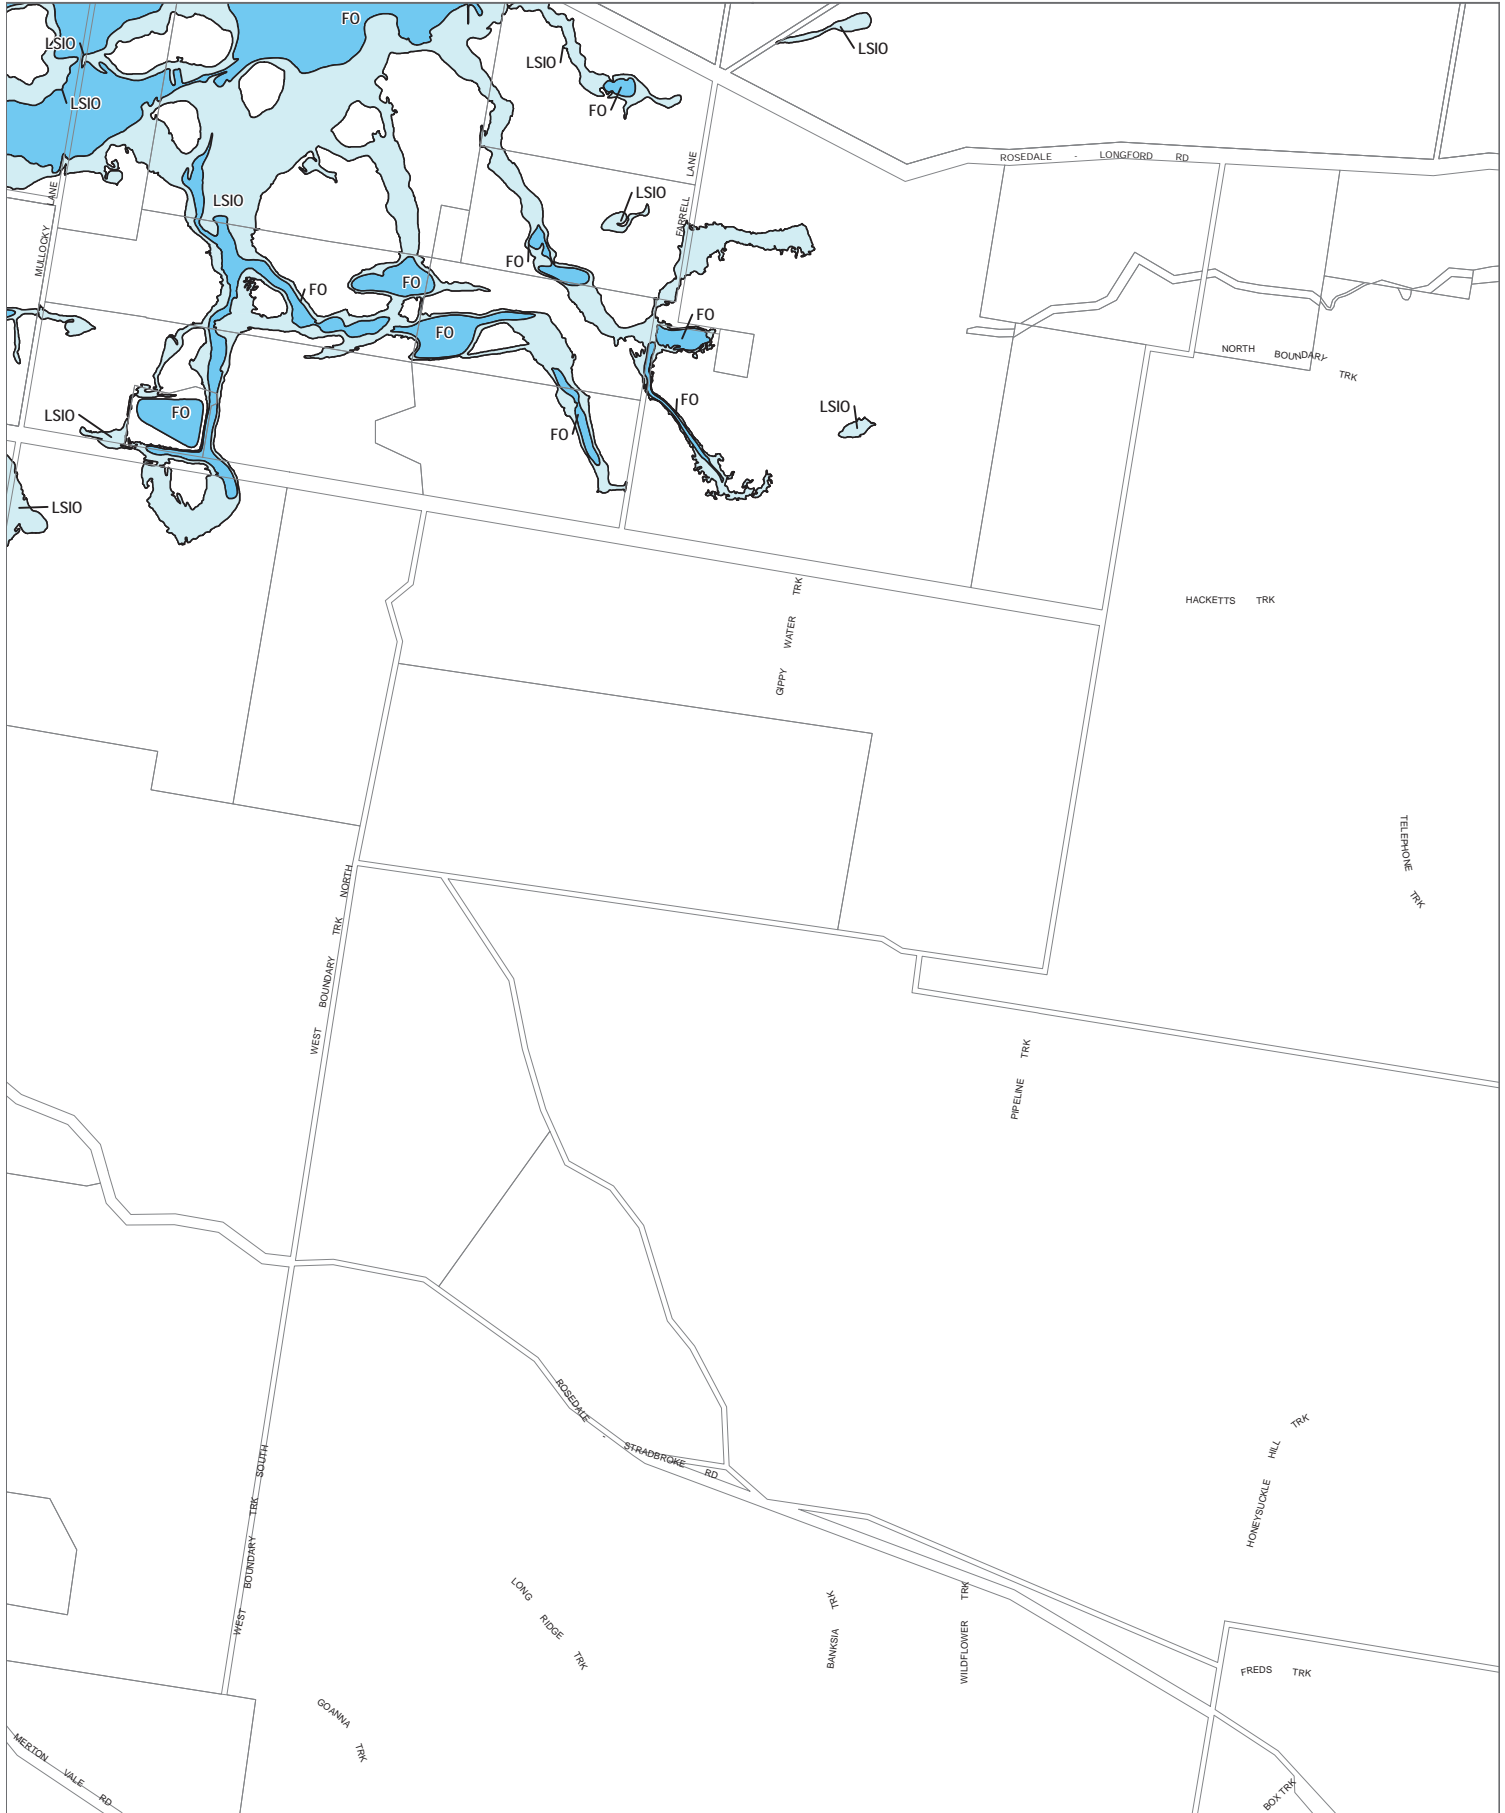 FO
LSIO
LSIO
LSIO
LSIO
FO
ROSEDALE - LONGFORD RD
FARRELL LANE
MULLOCKY LANE
LSIO
LSIO
FO
FO
FO
FO
FO
NORTH BOUNDARY TRK
FO
LSIO
FO
FO
LSIO
LSIO
GIPPY WATER TRK
HACKETTS TRK
TELEPHONE TRK
WEST BOUNDARY TRK NORTH
PIPELINE TRK
ROSEDALE - STRADBROKE RD
HONEYSUCKLE HILL TRK
WEST BOUNDARY TRK SOUTH
LONG RIDGE TRK
BANKSIA TRK
WILDFLOWER TRK
FREDS TRK
GOANNA TRK
MERTON VALE RD
BOX TRK